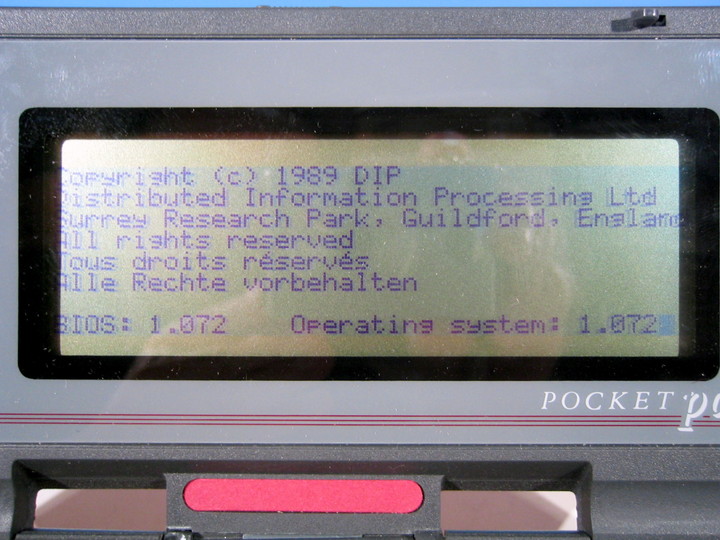 Copyright (c) 1989 DIP
Distributed Information Processing Ltd
Surrey Research Park, Guildford, England
All rights reserved
Tous droits réservés
Alle Rechte vorbehalten
BIOS: 1.072 Operating system: 1.072
POCKET